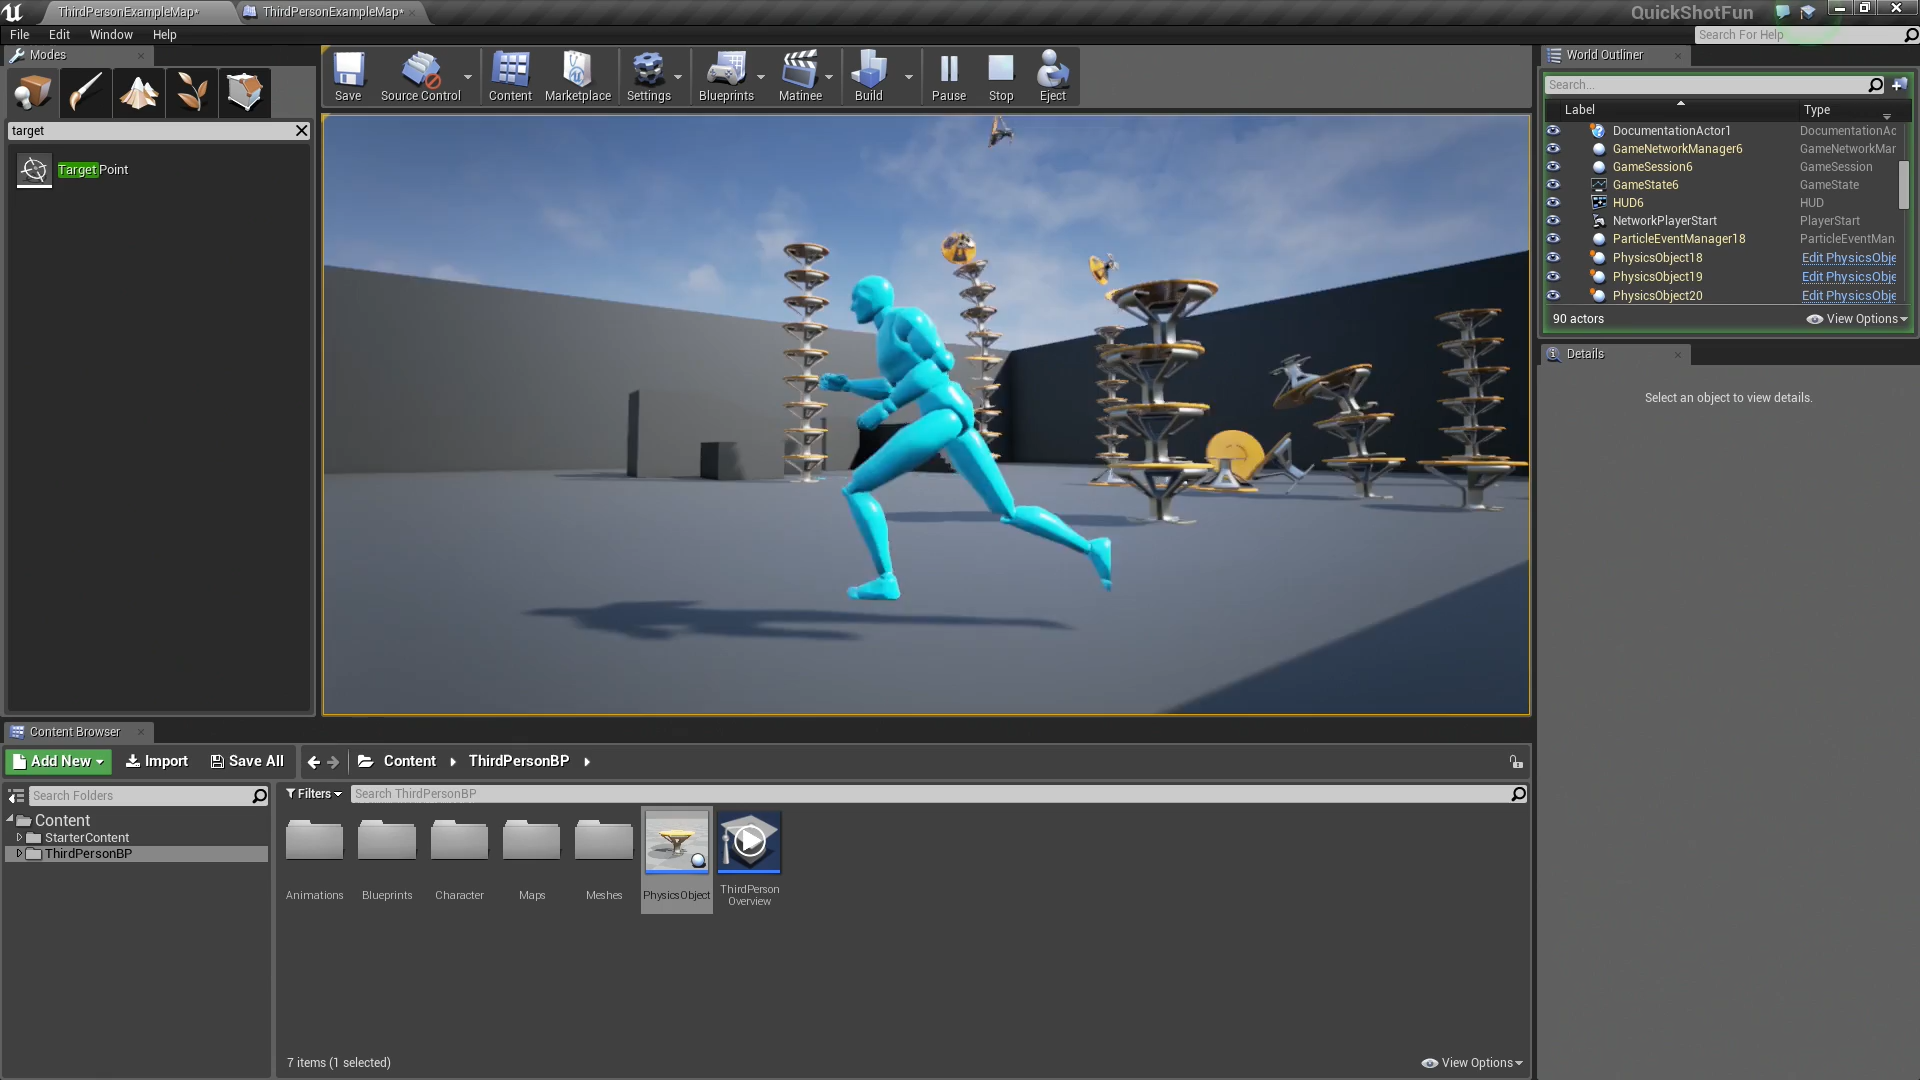 ThirdPersonExampleMap*
ThirdPersonExampleMap*
QuickShotFun
File Edit Window Help
Search For Help
Modes
Save
Source Control
Content
Marketplace
Settings
Blueprints
Matinee
Build
Pause
Stop
Eject
World Outliner
Search...
Label
Type
target
Target Point
DocumentationActor1 DocumentationAc
GameNetworkManager6 GameNetworkMar
GameSession6 GameSession
GameState6 GameState
HUD6 HUD
NetworkPlayerStart PlayerStart
ParticleEventManager18 ParticleEventMan
PhysicsObject18 Edit PhysicsObje
PhysicsObject19 Edit PhysicsObje
PhysicsObject20 Edit PhysicsObje
90 actors
View Options
Details
Select an object to view details.
Content Browser
Add New
Import
Save All
Content
ThirdPersonBP
Search Folders
Filters
Search ThirdPersonBP
Content
StarterContent
ThirdPersonBP
Animations
Blueprints
Character
Maps
Meshes
PhysicsObject
ThirdPerson
Overview
7 items (1 selected)
View Options